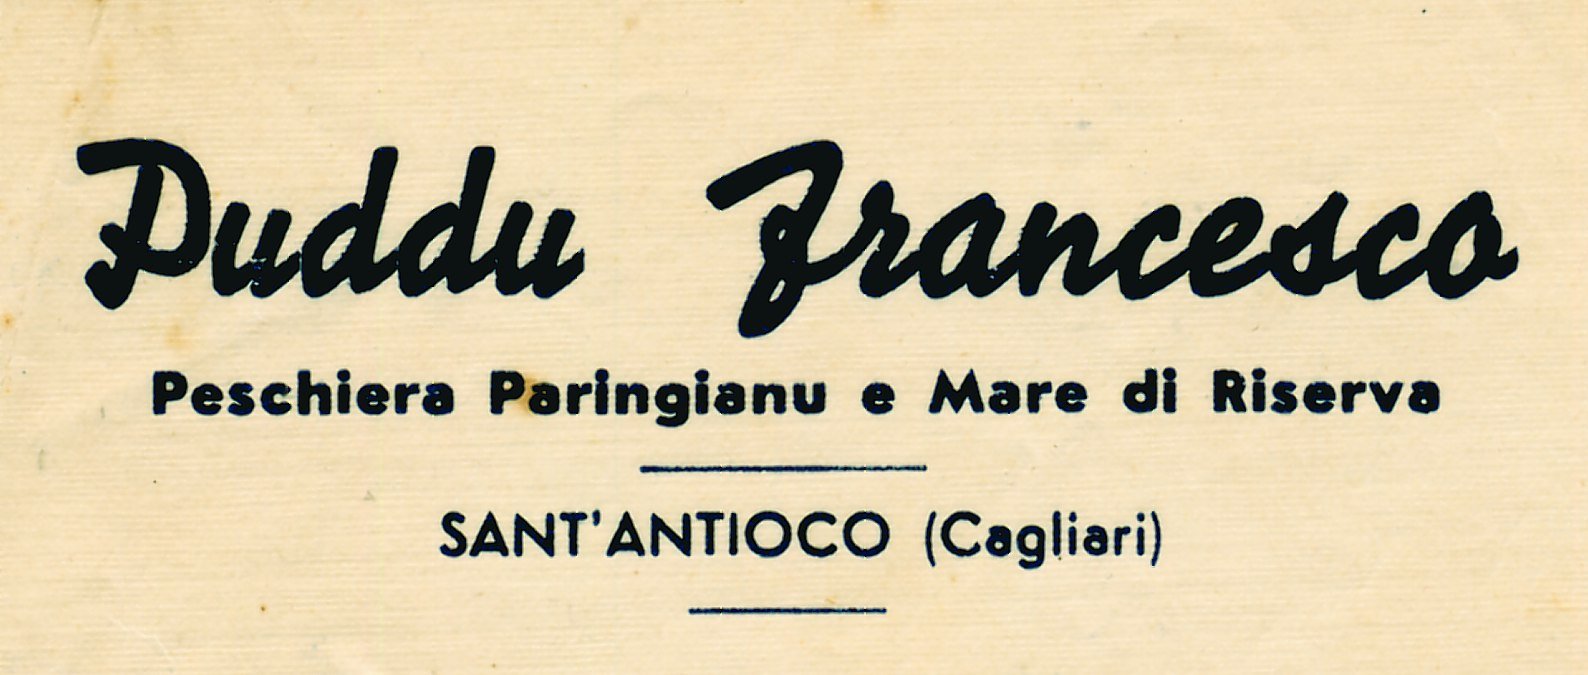 Puddu Francesco
Peschiera Paringianu e Mare di Riserva
SANT'ANTIOCO (Cagliari)